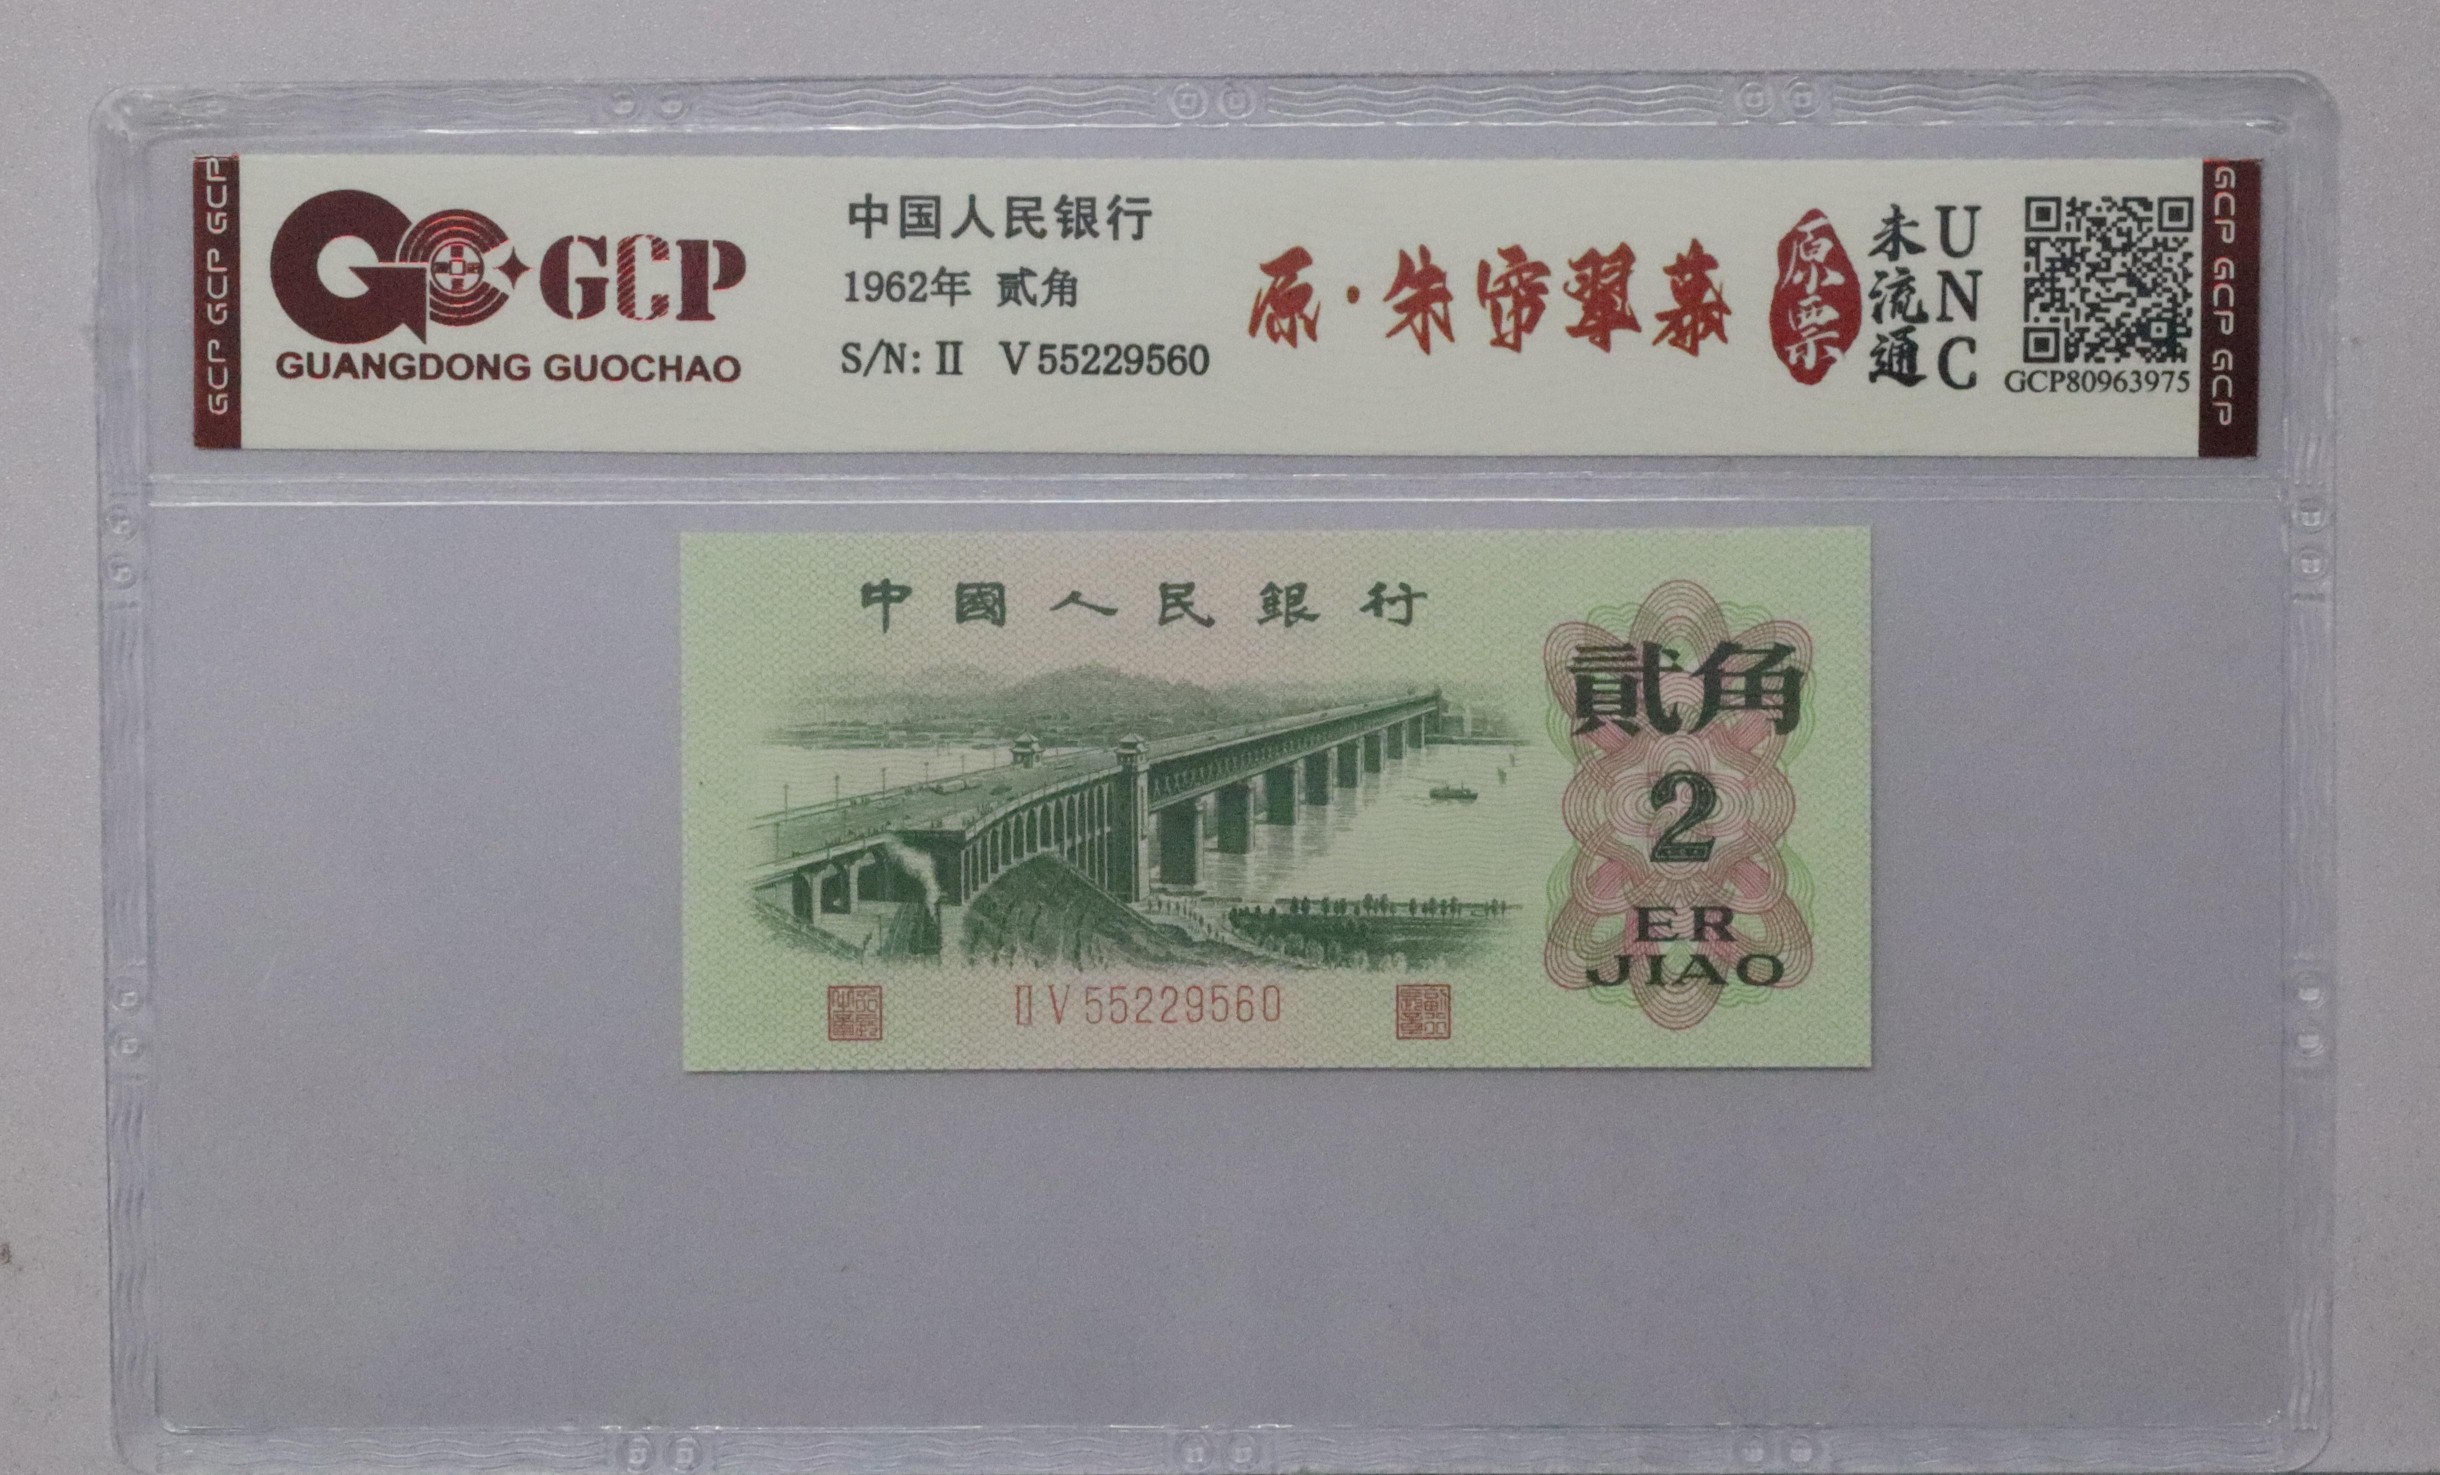 GCP GCP GCP
GCP
GUANGDONG GUOCHAO
中国人民银行
1962年 贰角
S/N: II V 55229560
原·朱帘翠幕
原票
未流通
UNC
GCP80963975
GCP GCP GCP
中國人民銀行
貳角
2
ER
JIAO
II V 55229560